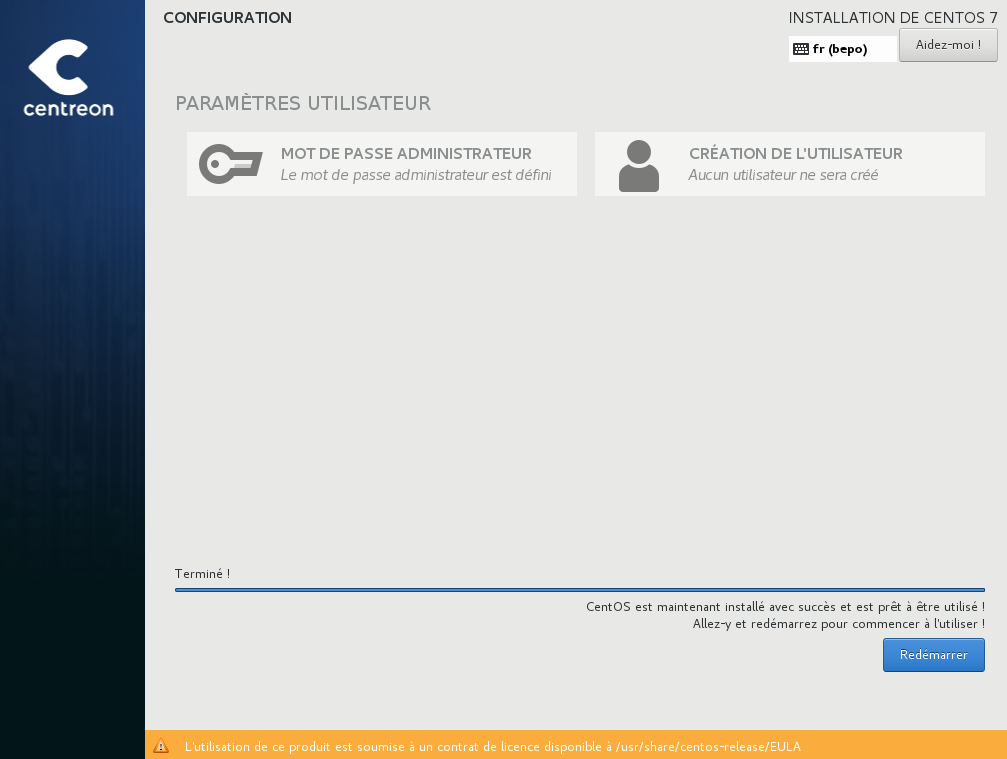 centreon
CONFIGURATION
INSTALLATION DE CENTOS 7
fr (bepo)
Aidez-moi !
PARAMÈTRES UTILISATEUR
MOT DE PASSE ADMINISTRATEUR
Le mot de passe administrateur est défini
CRÉATION DE L'UTILISATEUR
Aucun utilisateur ne sera créé
Terminé !
CentOS est maintenant installé avec succès et est prêt à être utilisé !
Allez-y et redémarrez pour commencer à l'utiliser !
Redémarrer
L'utilisation de ce produit est soumise à un contrat de licence disponible à /usr/share/centos-release/EULA